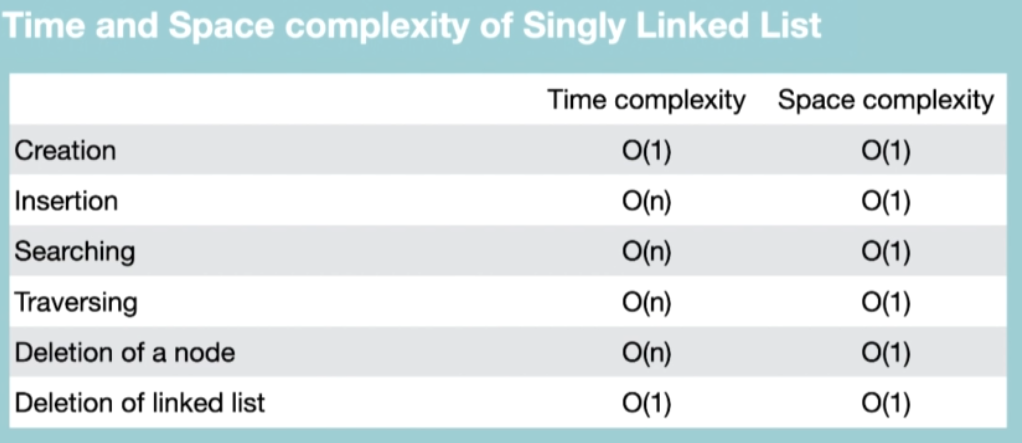 Time and Space complexity of Singly Linked List
Time complexity Space complexity
Creation O(1) O(1)
Insertion O(n) O(1)
Searching O(n) O(1)
Traversing O(n) O(1)
Deletion of a node O(n) O(1)
Deletion of linked list O(1) O(1)